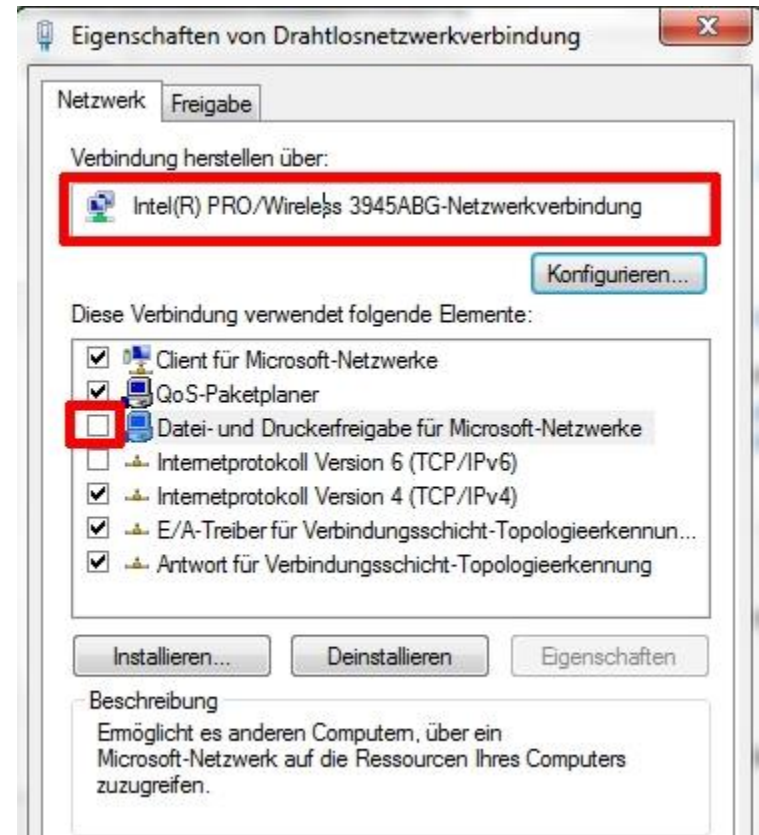 Eigenschaften von Drahtlosnetzwerkverbindung
Netzwerk Freigabe
Verbindung herstellen über:
Intel(R) PRO/Wireless 3945ABG-Netzwerkverbindung
Konfigurieren...
Diese Verbindung verwendet folgende Elemente:
Client für Microsoft-Netzwerke
QoS-Paketplaner
Datei- und Druckerfreigabe für Microsoft-Netzwerke
Internetprotokoll Version 6 (TCP/IPv6)
Internetprotokoll Version 4 (TCP/IPv4)
E/A-Treiber für Verbindungsschicht-Topologieerkennun...
Antwort für Verbindungsschicht-Topologieerkennung
Installieren... Deinstallieren Eigenschaften
Beschreibung
Ermöglicht es anderen Computern, über ein
Microsoft-Netzwerk auf die Ressourcen Ihres Computers
zuzugreifen.